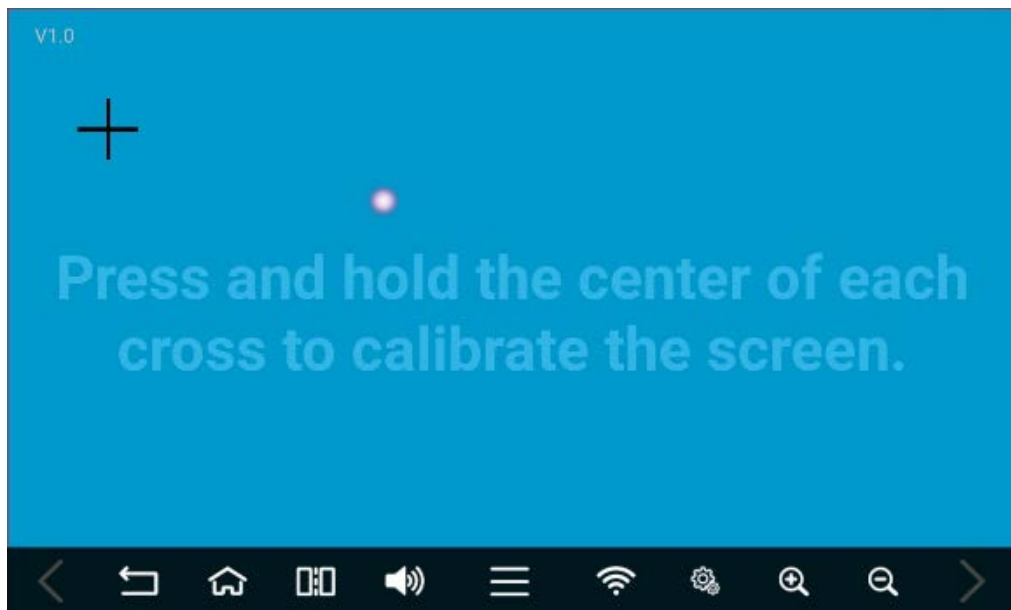 V1.0
Press and hold the center of each
cross to calibrate the screen.